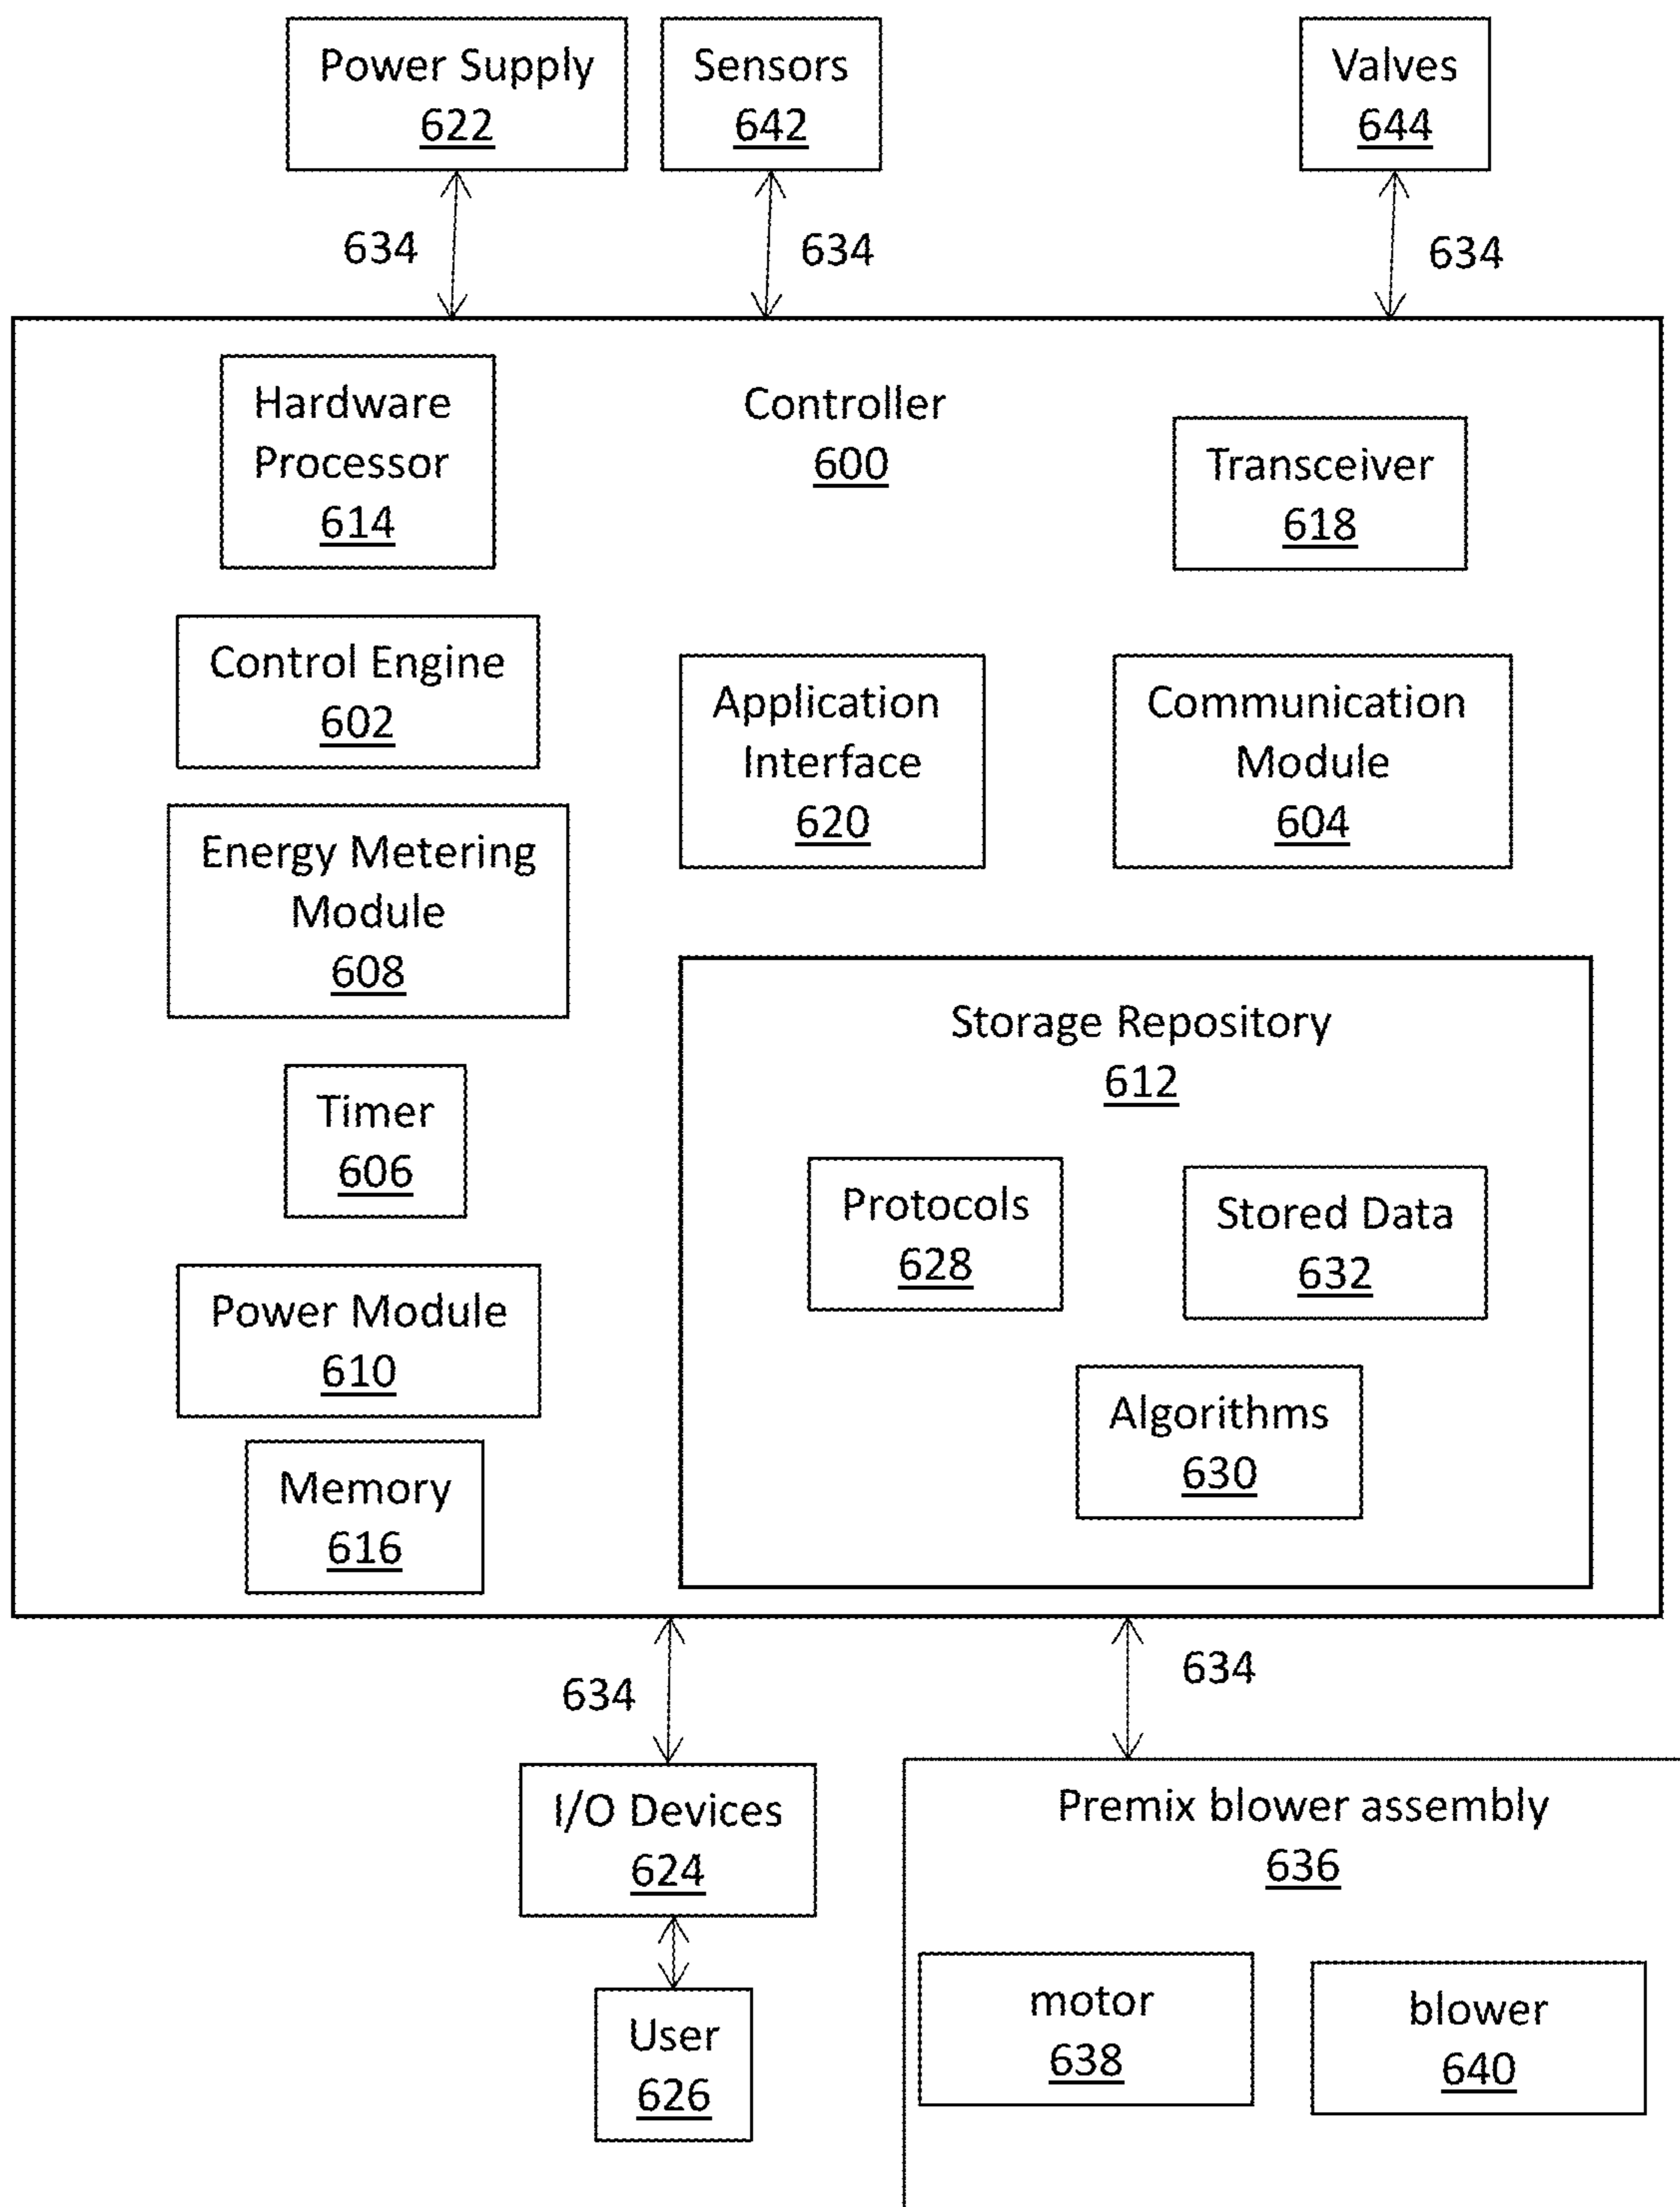 Power Supply
622
Sensors
642
Valves
644
634
634
634
Controller
600
Hardware
Processor
614
Transceiver
618
Control Engine
602
Application
Interface
620
Communication
Module
604
Energy Metering
Module
608
Storage Repository
612
Timer
606
Protocols
628
Stored Data
632
Power Module
610
Algorithms
630
Memory
616
634
634
I/O Devices
624
Premix blower assembly
636
User
626
motor
638
blower
640